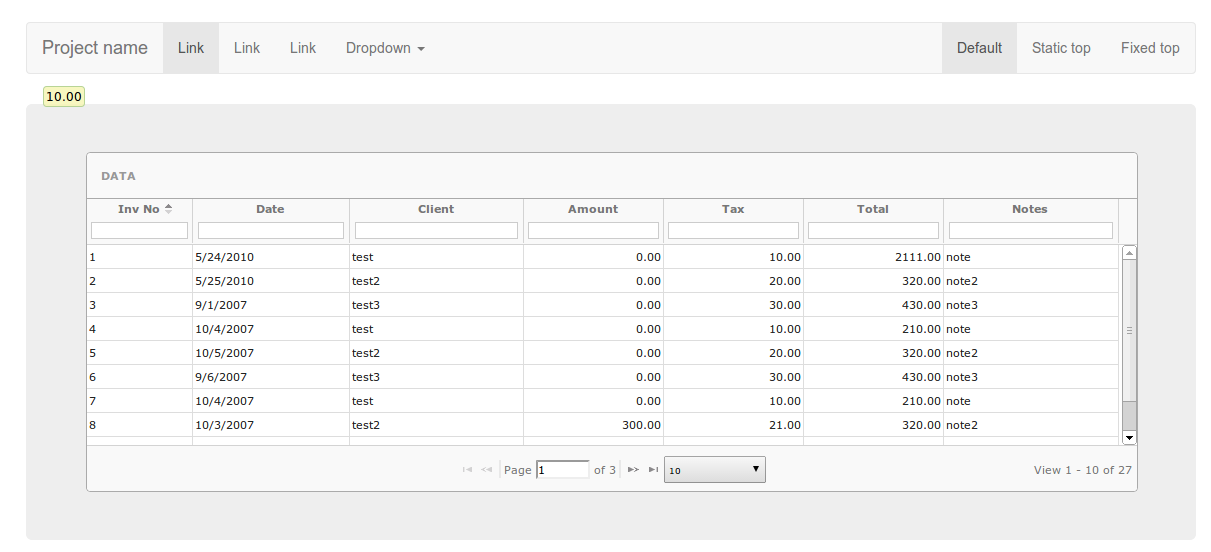 Project name Link Link Link Dropdown Default Static top Fixed top
10.00
DATA
Inv No Date Client Amount Tax Total Notes
1 5/24/2010 test 0.00 10.00 2111.00 note
2 5/25/2010 test2 0.00 20.00 320.00 note2
3 9/1/2007 test3 0.00 30.00 430.00 note3
4 10/4/2007 test 0.00 10.00 210.00 note
5 10/5/2007 test2 0.00 20.00 320.00 note2
6 9/6/2007 test3 0.00 30.00 430.00 note3
7 10/4/2007 test 0.00 10.00 210.00 note
8 10/3/2007 test2 300.00 21.00 320.00 note2
Page 1 of 3 10 View 1 - 10 of 27